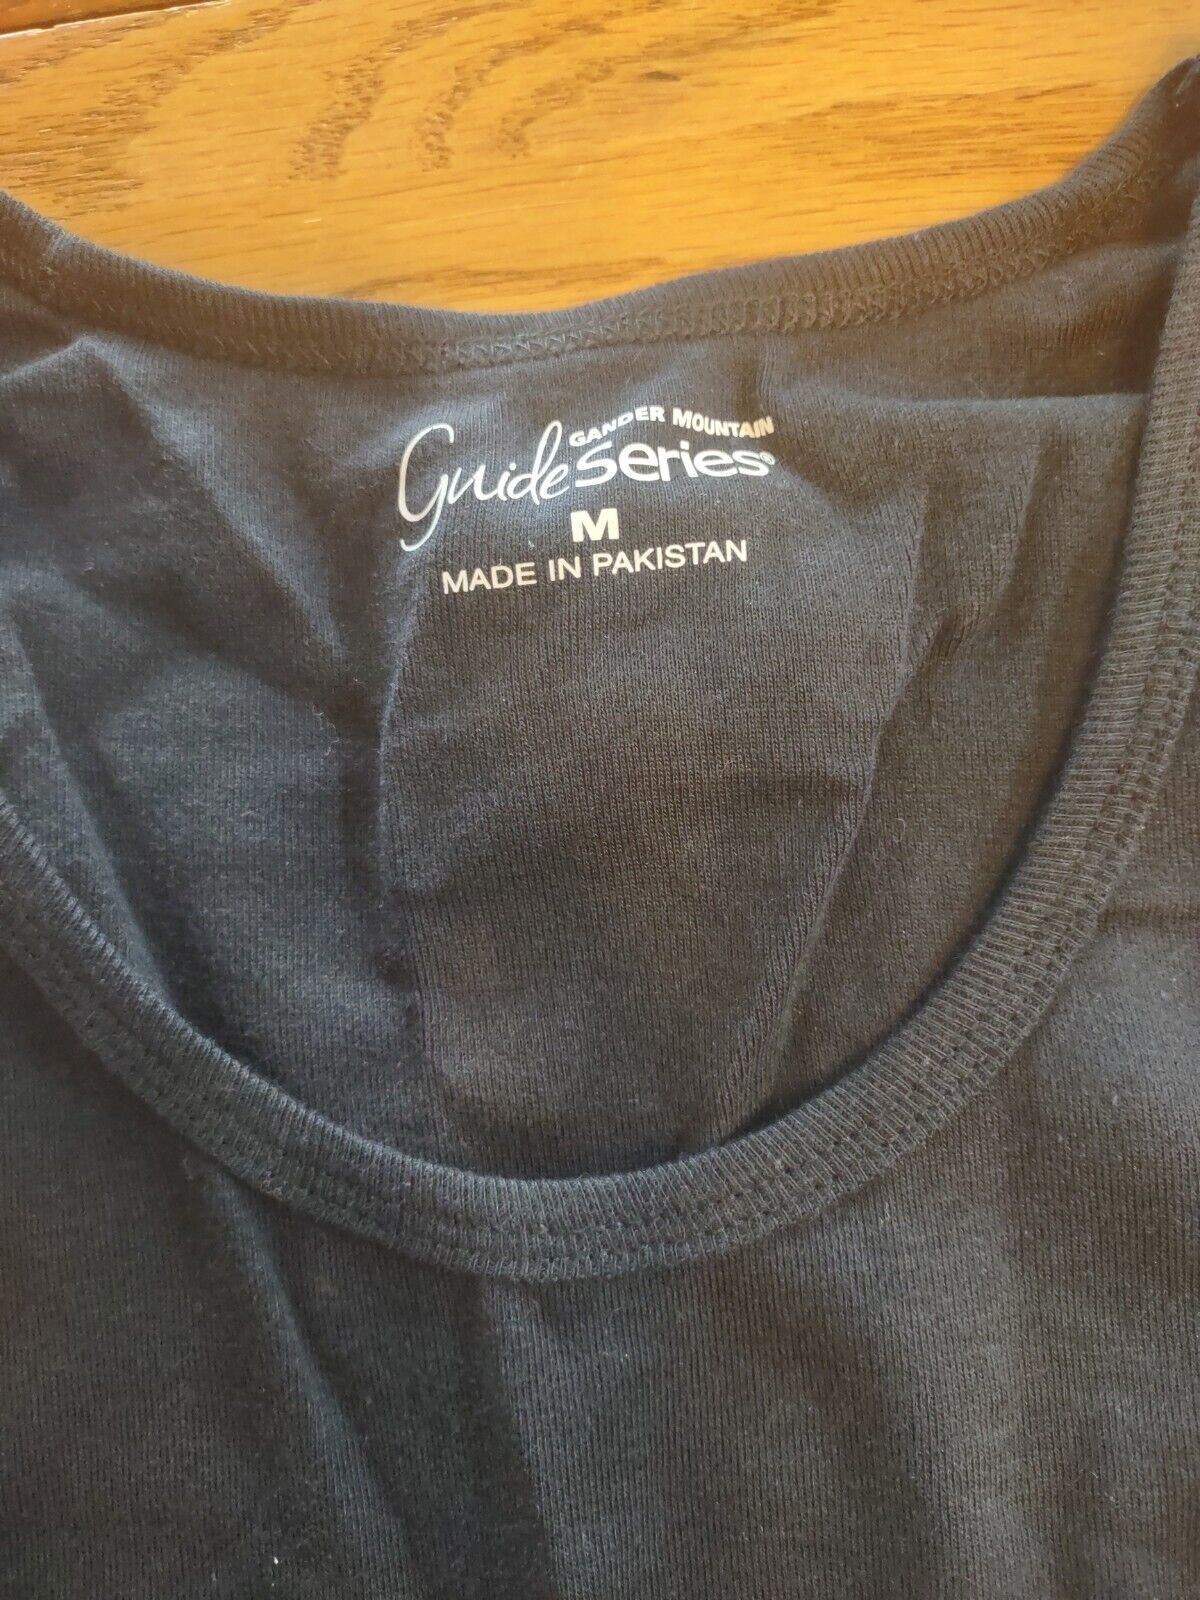 GANDER MOUNTAIN
Guide series®
M
MADE IN PAKISTAN